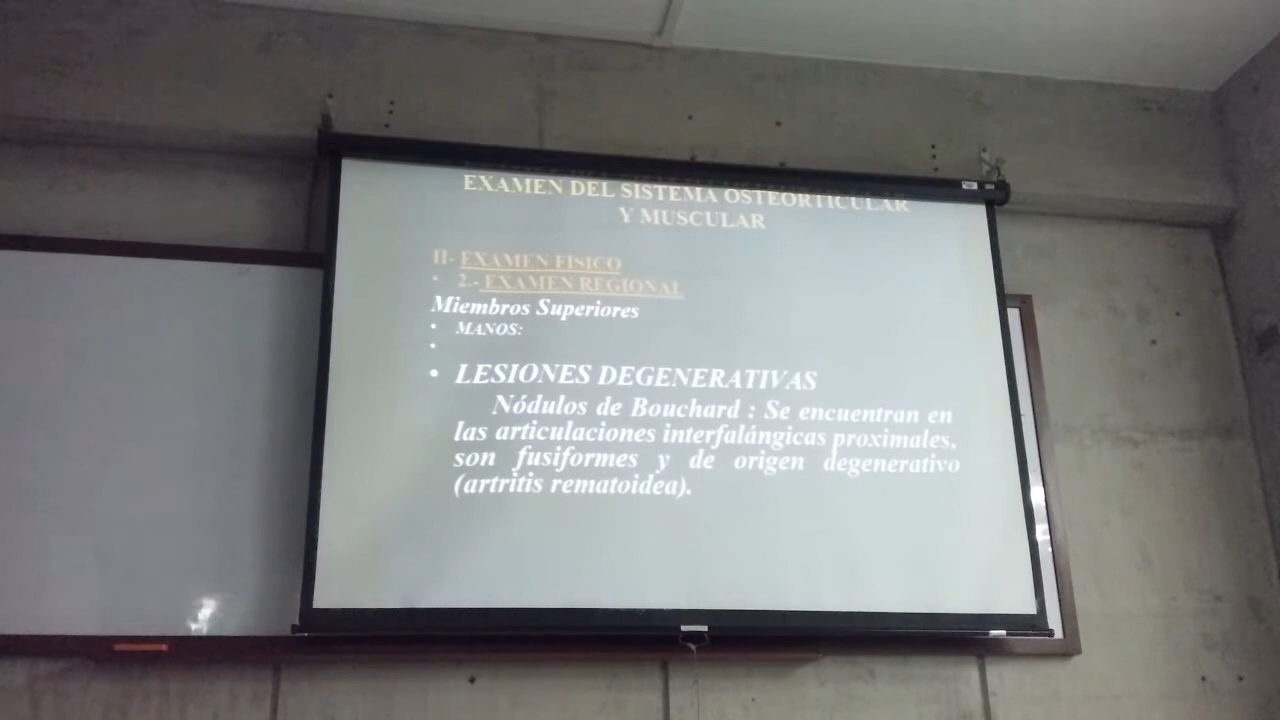 EXAMEN DEL SISTEMA OSTEORTICULAR
Y MUSCULAR
II- EXAMEN FISICO
• 2.- EXAMEN REGIONAL
Miembros Superiores
• MANOS:
•
• LESIONES DEGENERATIVAS
Nódulos de Bouchard : Se encuentran en
las articulaciones interfalángicas proximales,
son fusiformes y de origen degenerativo
(artritis rematoidea).